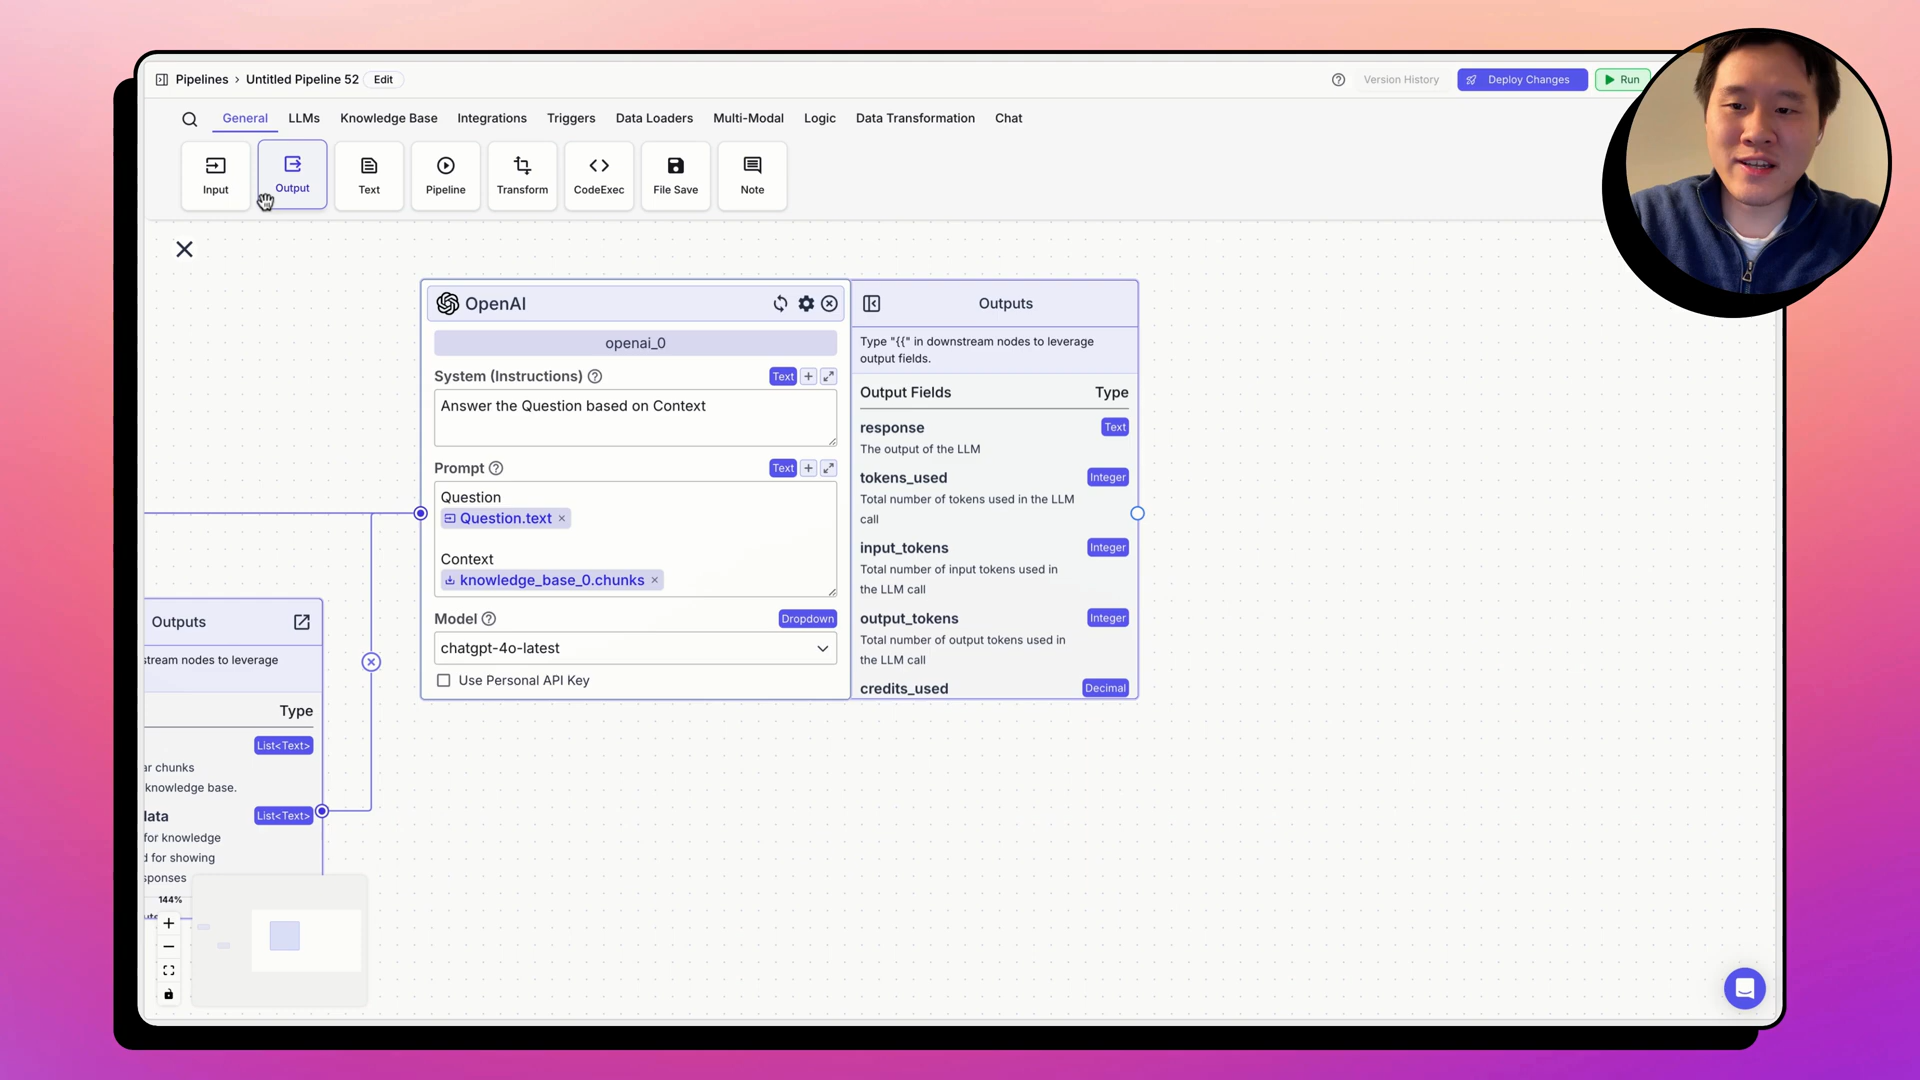 Pipelines > Untitled Pipeline 52 Edit
Version History
Deploy Changes
Run
General LLMs Knowledge Base Integrations Triggers Data Loaders Multi-Modal Logic Data Transformation Chat
Input Output Text Pipeline Transform CodeExec File Save Note
OpenAI
openai_0
System (Instructions) Text
Answer the Question based on Context
Prompt Text
Question
Question.text
Context
knowledge_base_0.chunks
Model Dropdown
chatgpt-4o-latest
Use Personal API Key
Outputs
Type "{{" in downstream nodes to leverage
output fields.
Output Fields Type
response Text
The output of the LLM
tokens_used Integer
Total number of tokens used in the LLM
call
input_tokens Integer
Total number of input tokens used in
the LLM call
output_tokens Integer
Total number of output tokens used in
the LLM call
credits_used Decimal
Outputs
stream nodes to leverage
Type
List<Text>
ar chunks
knowledge base.
data List<Text>
for knowledge
d for showing
sponses
144%